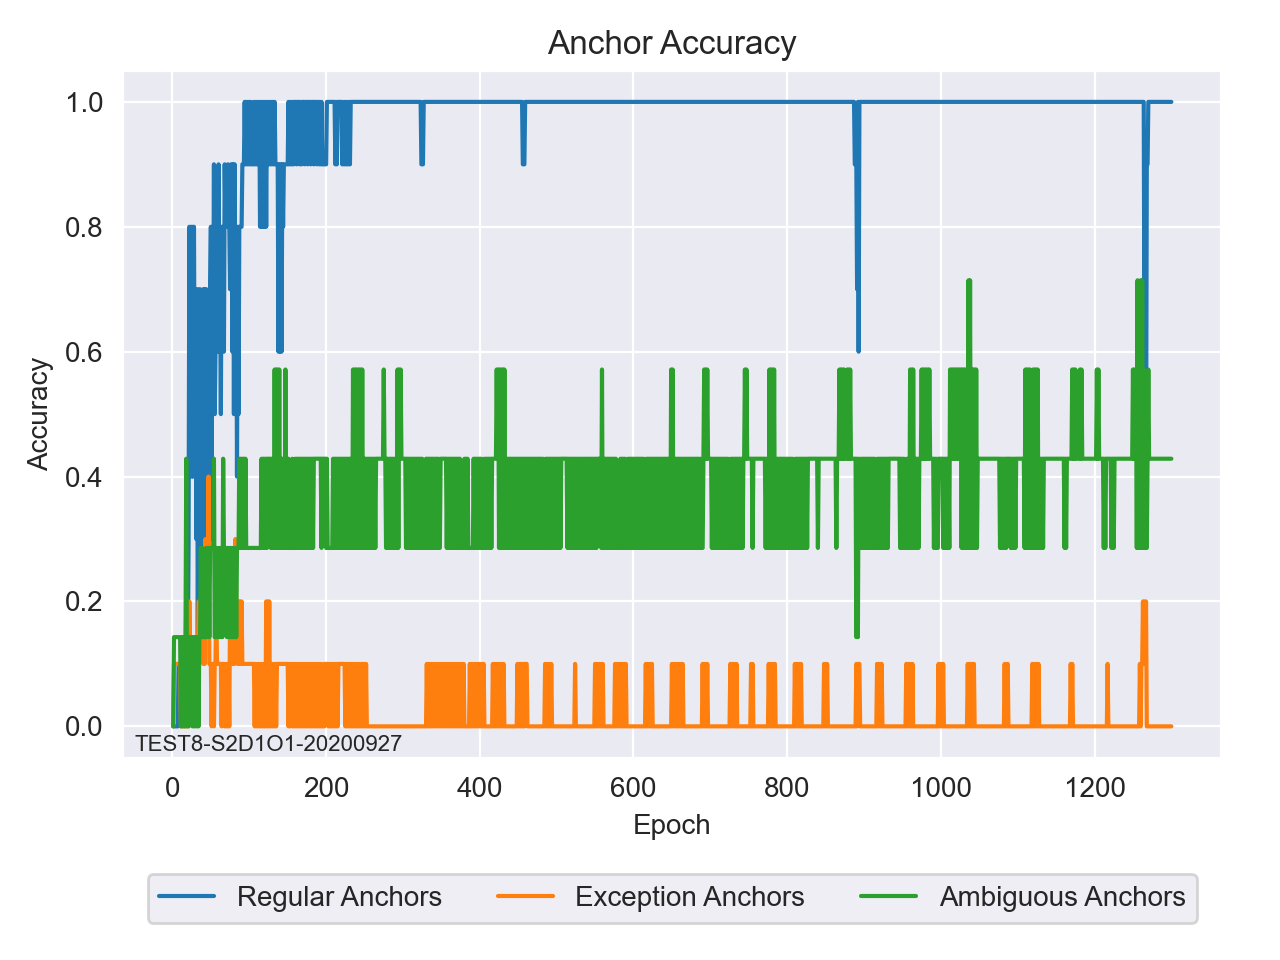 Anchor Accuracy
1.0
0.8
0.6
0.4
0.2
0.0
Accuracy
TEST8-S2D1O1-20200927
0 200 400 600 800 1000 1200
Epoch
Regular Anchors Exception Anchors Ambiguous Anchors